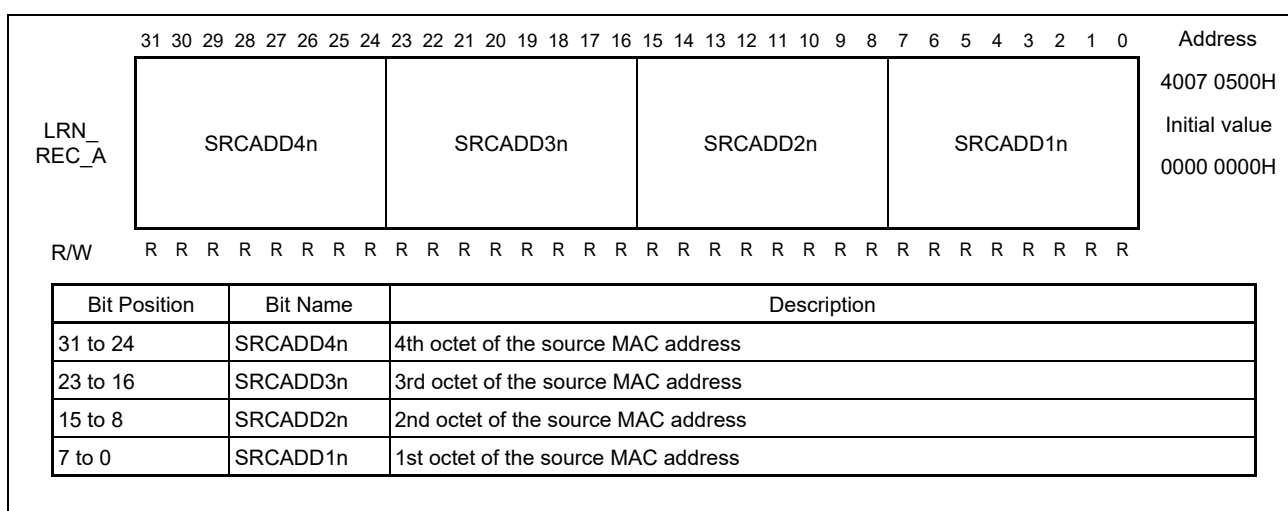 31 30 29 28 27 26 25 24 23 22 21 20 19 18 17 16 15 14 13 12 11 10 9 8 7 6 5 4 3 2 1 0 Address
4007 0500H
LRN_
REC_A
SRCADD4n SRCADD3n SRCADD2n SRCADD1n
Initial value
0000 0000H
R/W R R R R R R R R R R R R R R R R R R R R R R R R R R R R R R R R
Bit Position Bit Name Description
31 to 24 SRCADD4n 4th octet of the source MAC address
23 to 16 SRCADD3n 3rd octet of the source MAC address
15 to 8 SRCADD2n 2nd octet of the source MAC address
7 to 0 SRCADD1n 1st octet of the source MAC address